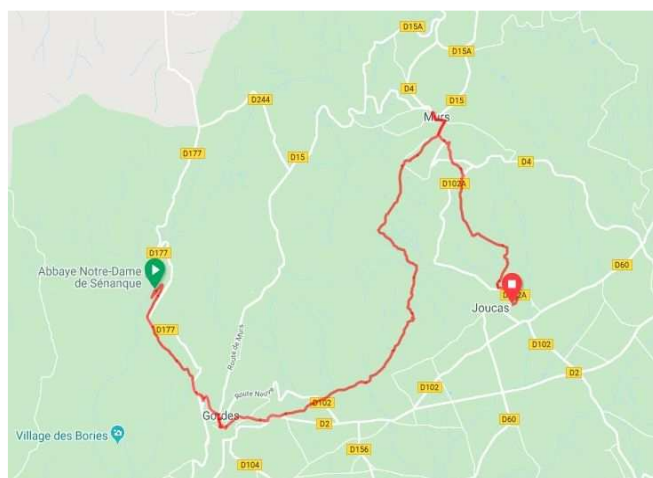 D15A
D15A
D4
D15
D244
Murs
D15
D177
D4
D102A
D177
Abbaye Notre-Dame
de Sénanque
D60
Joucas
D177
Route de Murs
D102
D2
Route Neuve
D102
D102
Gordes
D2
D60
Village des Bories
D156
D104